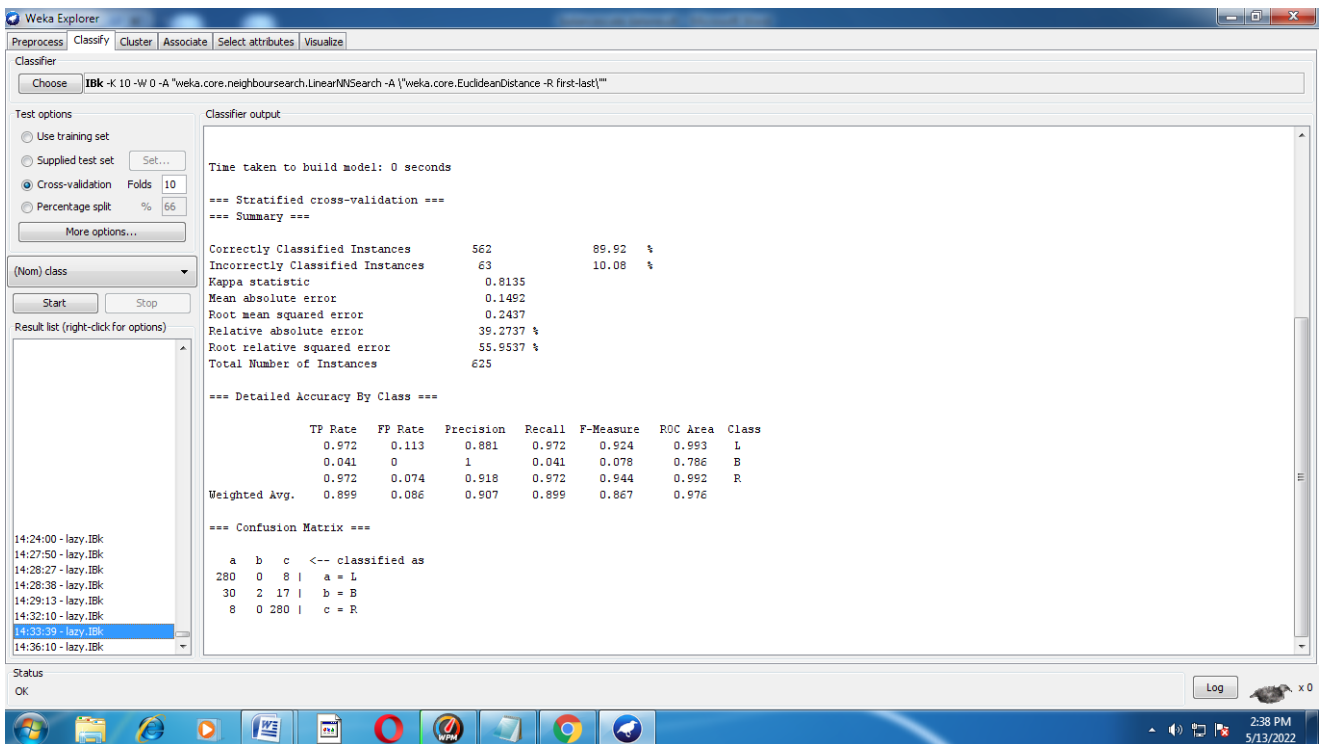 Weka Explorer
Preprocess Classify Cluster Associate Select attributes Visualize
Classifier
Choose IBk -K 10 -W 0 -A "weka.core.neighboursearch.LinearNNSearch -A \"weka.core.EuclideanDistance -R first-last\""
Test options
Use training set
Supplied test set Set...
Cross-validation Folds 10
Percentage split % 66
More options...
(Nom) class
Start Stop
Result list (right-click for options)
14:24:00 - lazy.IBk
14:27:50 - lazy.IBk
14:28:27 - lazy.IBk
14:28:38 - lazy.IBk
14:29:13 - lazy.IBk
14:32:10 - lazy.IBk
14:33:39 - lazy.IBk
14:36:10 - lazy.IBk
Classifier output
Time taken to build model: 0 seconds
=== Stratified cross-validation ===
=== Summary ===
Correctly Classified Instances 562 89.92 %
Incorrectly Classified Instances 63 10.08 %
Kappa statistic 0.8135
Mean absolute error 0.1492
Root mean squared error 0.2437
Relative absolute error 39.2737 %
Root relative squared error 55.9537 %
Total Number of Instances 625
=== Detailed Accuracy By Class ===
TP Rate FP Rate Precision Recall F-Measure ROC Area Class
0.972 0.113 0.881 0.972 0.924 0.993 L
0.041 0 1 0.041 0.078 0.786 B
0.972 0.074 0.918 0.972 0.944 0.992 R
Weighted Avg. 0.899 0.086 0.907 0.899 0.867 0.976
=== Confusion Matrix ===
a b c <-- classified as
280 0 8 | a = L
30 2 17 | b = B
8 0 280 | c = R
Status
OK
Log
x 0
WPM
2:38 PM
5/13/2022